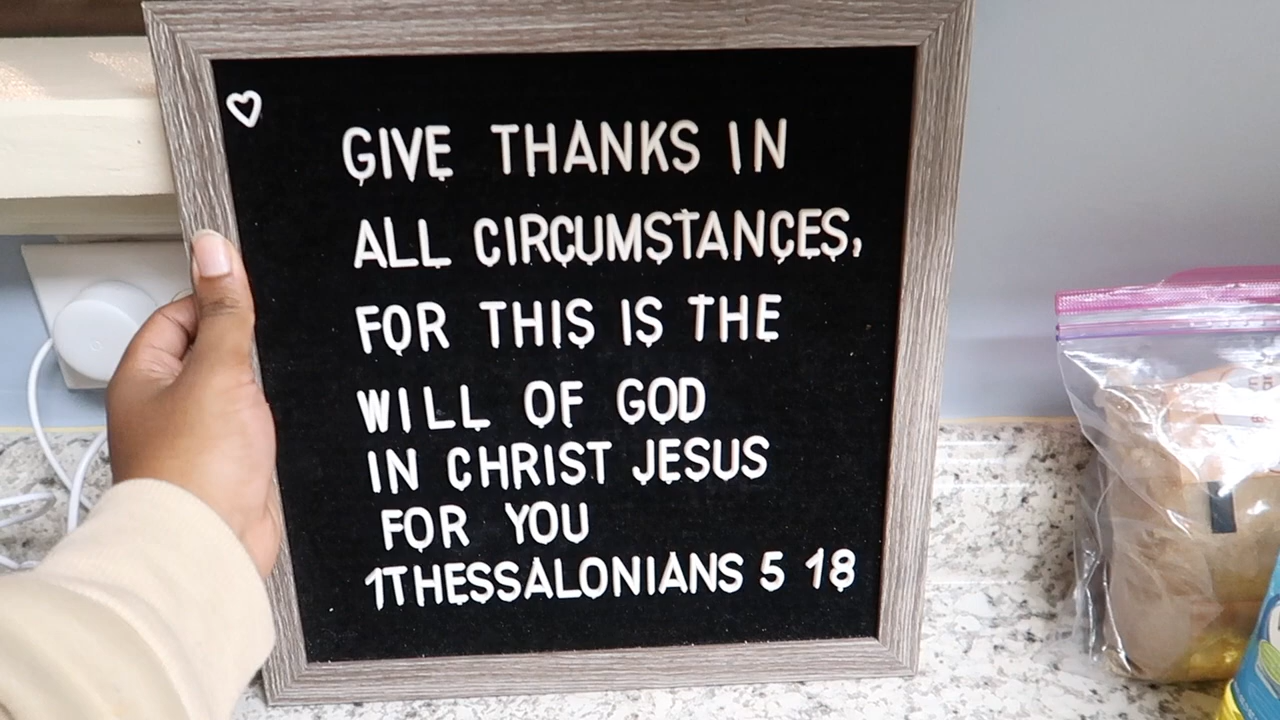 GIVE THANKS IN
ALL CIRCUMSTANCES,
FOR THIS IS THE
WILL OF GOD
IN CHRIST JESUS
FOR YOU
1THESSALONIANS 5 18